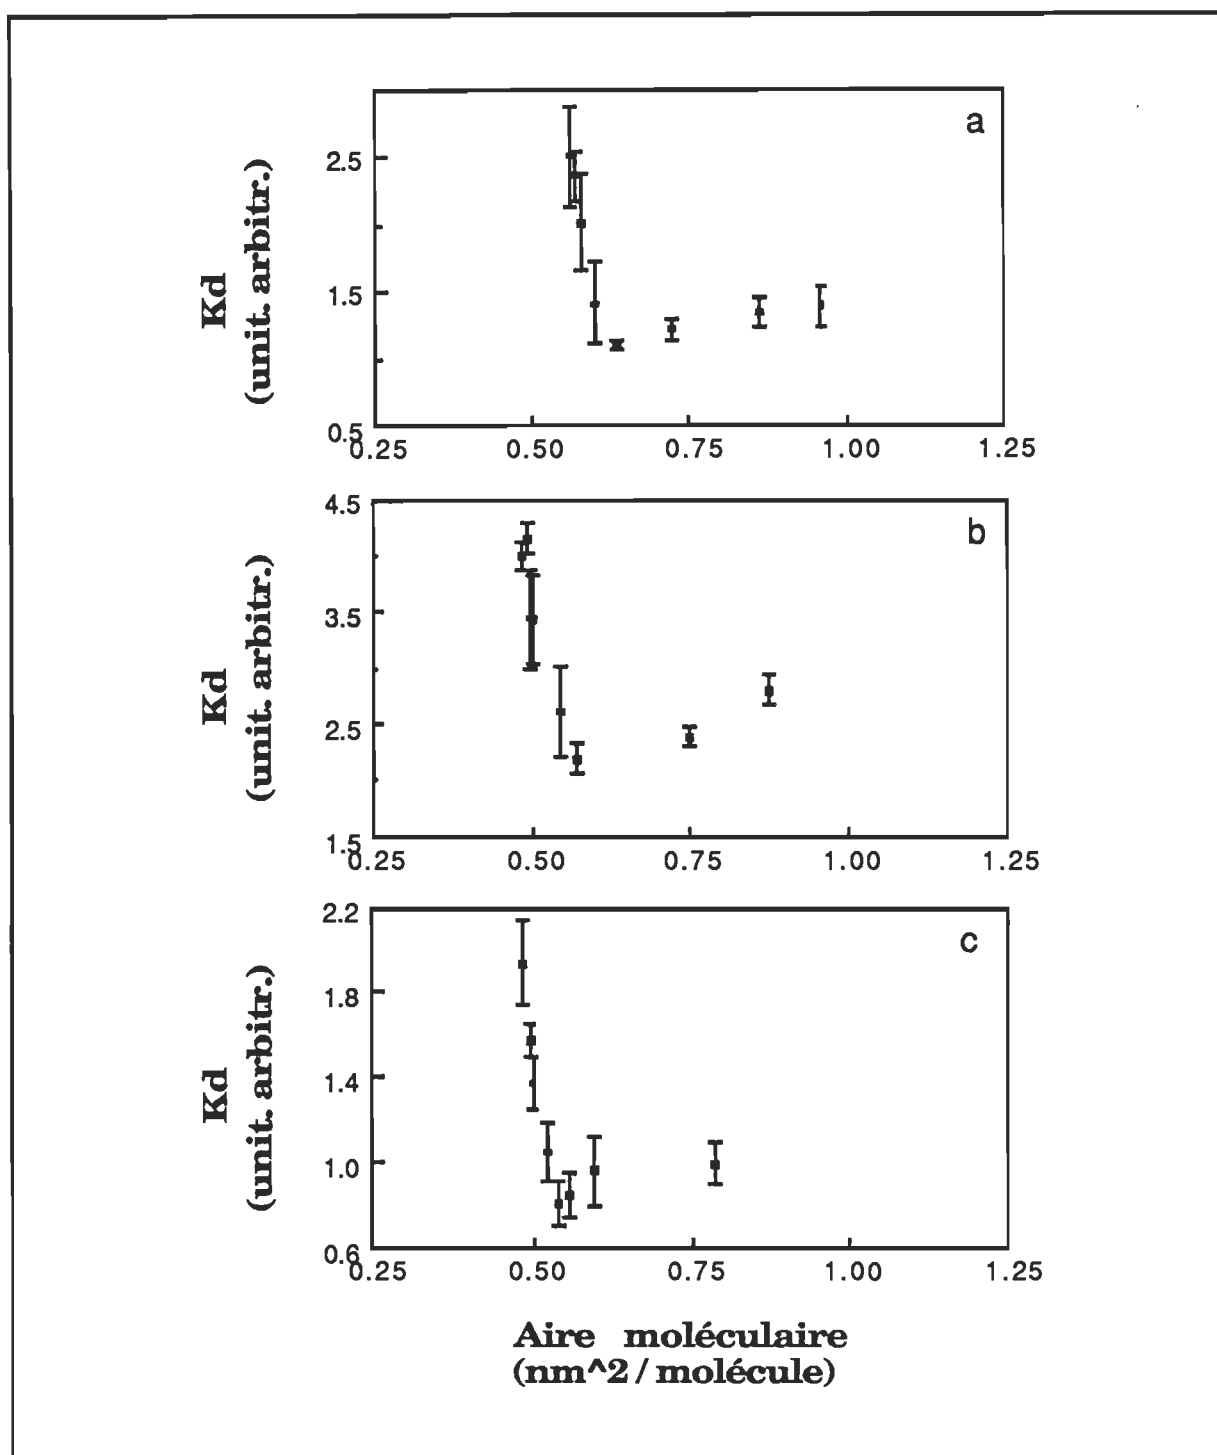 a
Kd
(unit. arbitr.)
2.5
1.5
0.5
0.25 0.50 0.75 1.00 1.25
b
Kd
(unit. arbitr.)
4.5
3.5
2.5
1.5
0.25 0.50 0.75 1.00 1.25
c
Kd
(unit. arbitr.)
2.2
1.8
1.4
1.0
0.6
0.25 0.50 0.75 1.00 1.25
Aire moléculaire
(nm^2 / molécule)